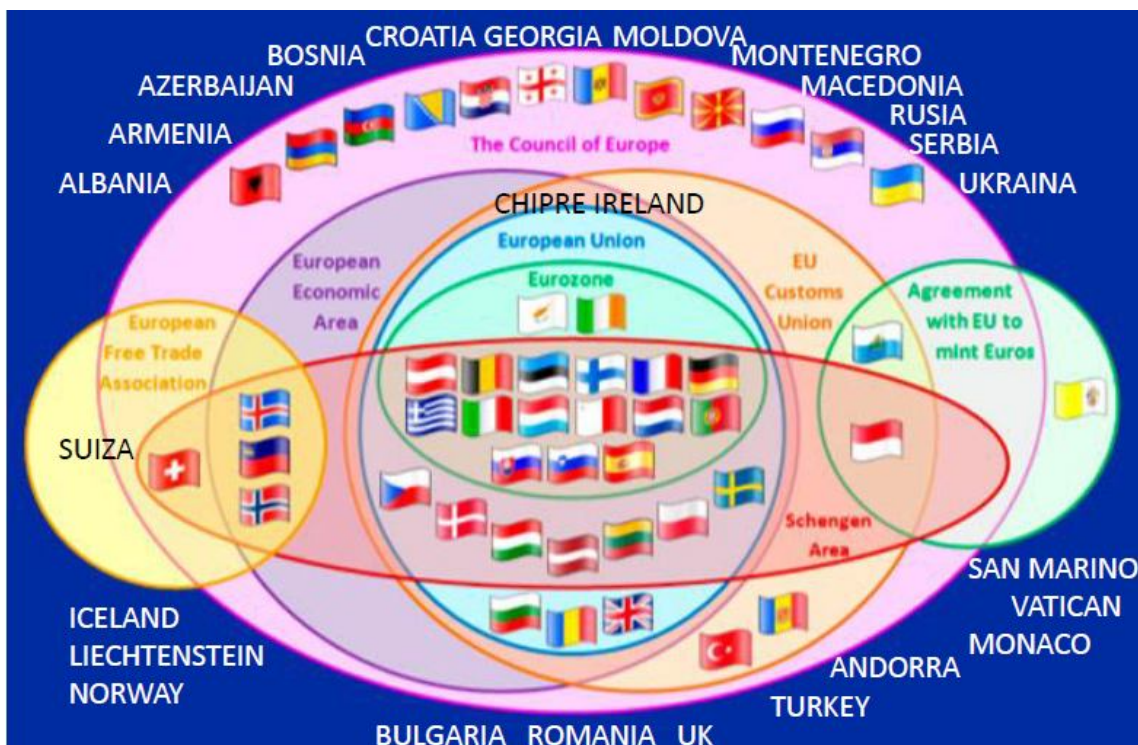 CROATIA GEORGIA MOLDOVA
BOSNIA
MONTENEGRO
AZERBAIJAN
MACEDONIA
ARMENIA
RUSIA
The Council of Europe
SERBIA
ALBANIA
UKRAINA
CHIPRE IRELAND
European Union
European
Economic
Area
Eurozone
EU
Customs
Union
Agreement
with EU to
mint Euros
European
Free Trade
Association
SUIZA
Schengen
Area
SAN MARINO
VATICAN
MONACO
ICELAND
LIECHTENSTEIN
NORWAY
ANDORRA
TURKEY
BULGARIA ROMANIA UK